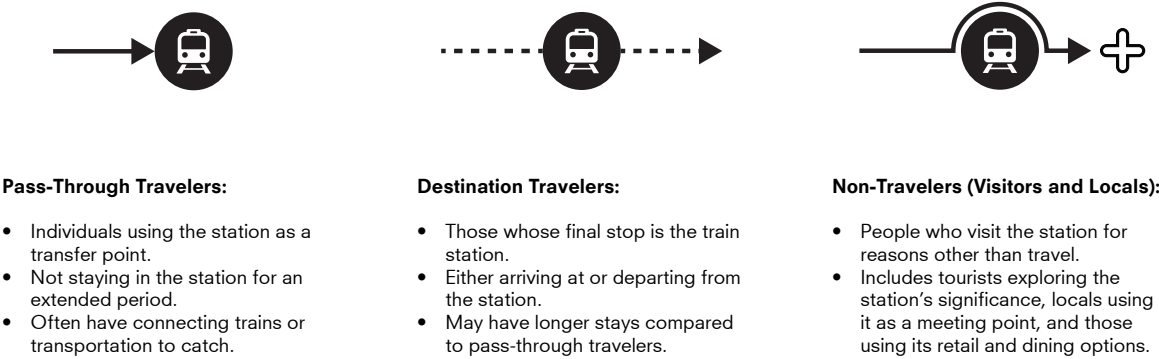 Pass-Through Travelers:
• Individuals using the station as a
transfer point.
• Not staying in the station for an
extended period.
• Often have connecting trains or
transportation to catch.
Destination Travelers:
• Those whose final stop is the train
station.
• Either arriving at or departing from
the station.
• May have longer stays compared
to pass-through travelers.
Non-Travelers (Visitors and Locals):
• People who visit the station for
reasons other than travel.
• Includes tourists exploring the
station’s significance, locals using
it as a meeting point, and those
using its retail and dining options.